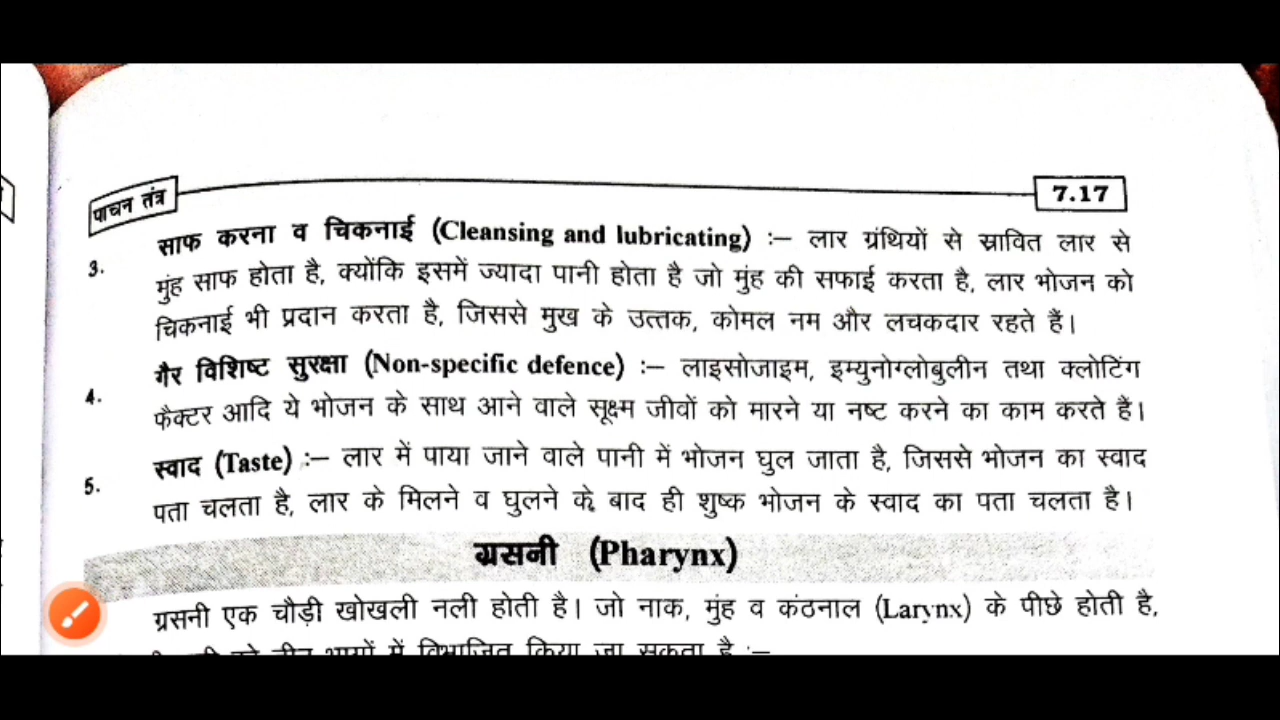 पाचन तंत्र
7.17
3. साफ करना व चिकनाई (Cleansing and lubricating) :– लार ग्रंथियों से स्रावित लार से
मुंह साफ होता है, क्योंकि इसमें ज्यादा पानी होता है जो मुंह की सफाई करता है, लार भोजन को
चिकनाई भी प्रदान करता है, जिससे मुख के उत्तक, कोमल नम और लचकदार रहते हैं।
4. गैर विशिष्ट सुरक्षा (Non-specific defence) :– लाइसोजाइम, इम्युनोग्लोबुलीन तथा क्लोटिंग
फैक्टर आदि ये भोजन के साथ आने वाले सूक्ष्म जीवों को मारने या नष्ट करने का काम करते हैं।
5. स्वाद (Taste) :– लार में पाया जाने वाले पानी में भोजन घुल जाता है, जिससे भोजन का स्वाद
पता चलता है, लार के मिलने व घुलने के बाद ही शुष्क भोजन के स्वाद का पता चलता है।
ग्रसनी (Pharynx)
ग्रसनी एक चौड़ी खोखली नली होती है। जो नाक, मुंह व कंठनाल (Larynx) के पीछे होती है,
को तीन भागों में विभाजित किया जा सकता है :–